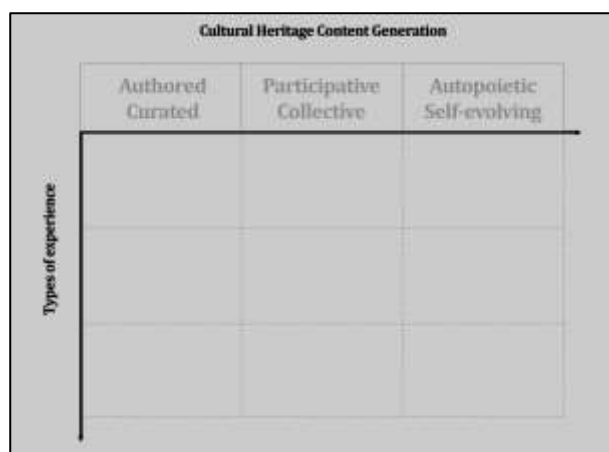 Cultural Heritage Content Generation
Authored
Curated
Participative
Collective
Autopoietic
Self-evolving
Types of experience